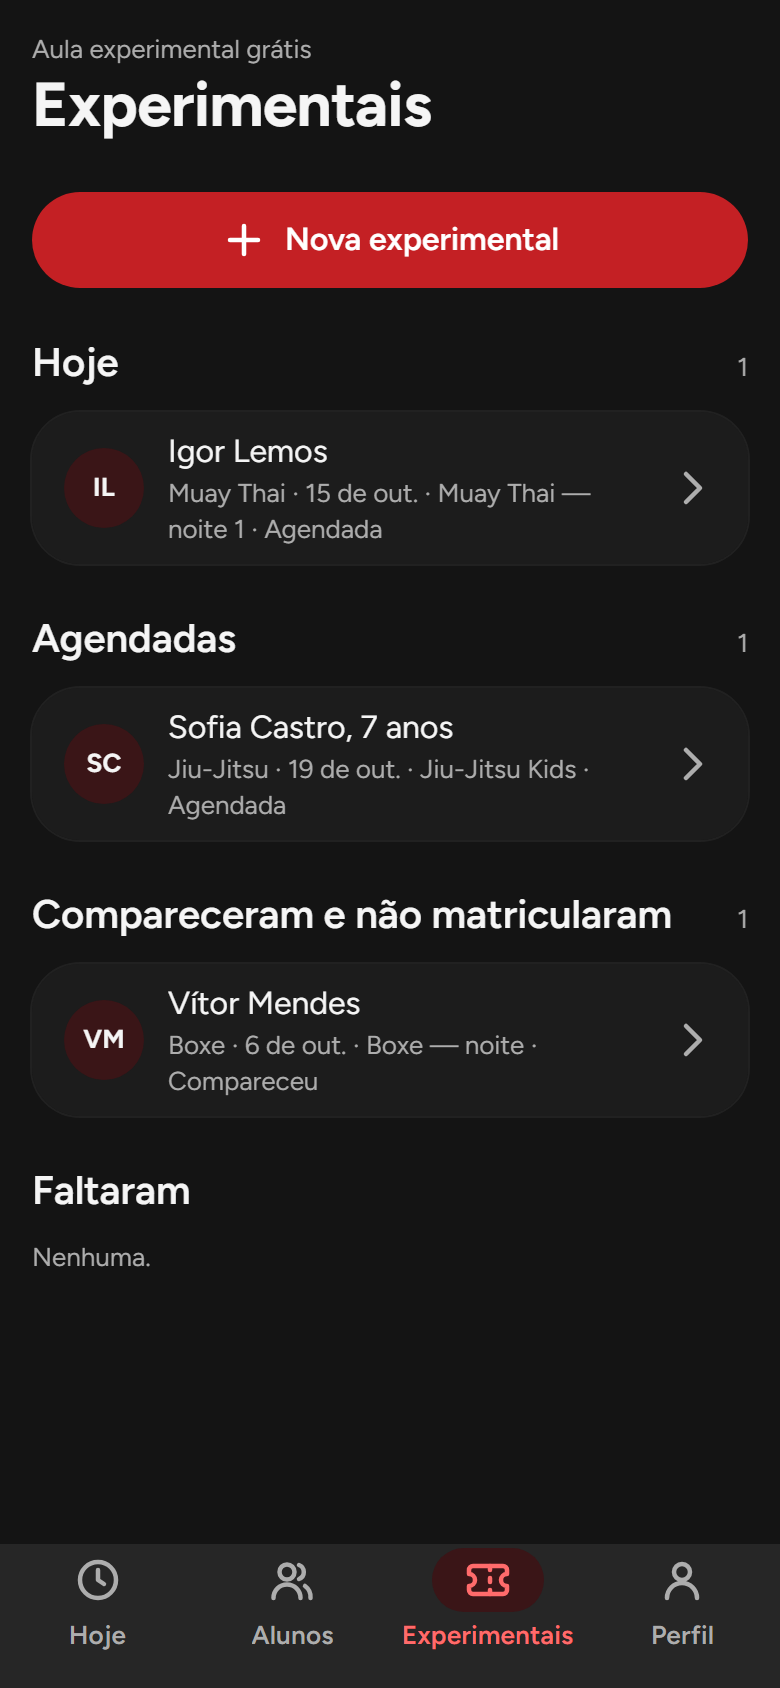 Aula experimental grátis
Experimentais
Nova experimental
Hoje
1
IL
Igor Lemos
Muay Thai · 15 de out. · Muay Thai —
noite 1 · Agendada
Agendadas
1
SC
Sofia Castro, 7 anos
Jiu-Jitsu · 19 de out. · Jiu-Jitsu Kids ·
Agendada
Compareceram e não matricularam
1
VM
Vítor Mendes
Boxe · 6 de out. · Boxe — noite ·
Compareceu
Faltaram
Nenhuma.
Hoje
Alunos
Experimentais
Perfil